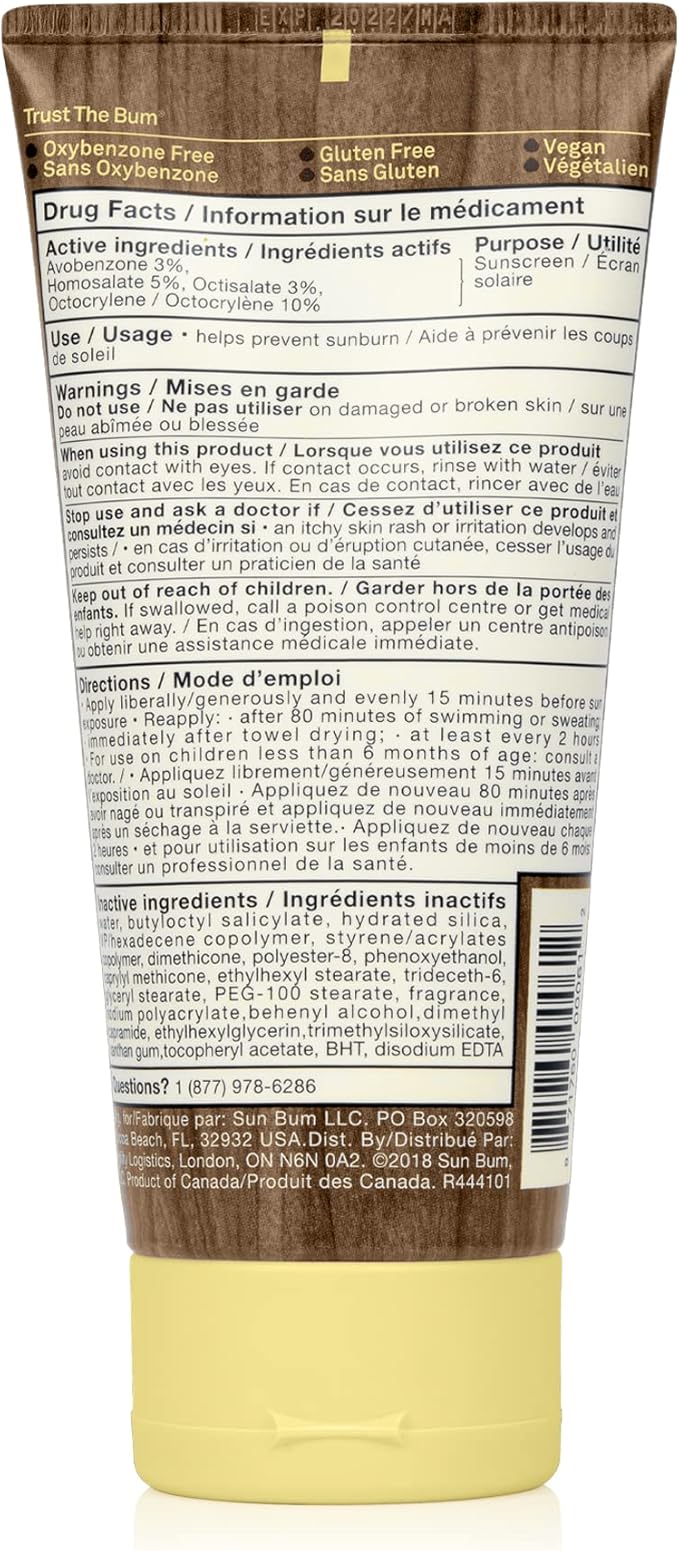 EXP 2022/MA
Trust The Bum
Oxybenzone Free
Sans Oxybenzone
Gluten Free
Sans Gluten
Vegan
Végétalien
Drug Facts / Information sur le médicament
Active ingredients / Ingrédients actifs
Avobenzone 3%,
Homosalate 5%, Octisalate 3%,
Octocrylene / Octocrylène 10%
Purpose / Utilité
Sunscreen / Écran
solaire
Use / Usage • helps prevent sunburn / Aide à prévenir les coups
de soleil
Warnings / Mises en garde
Do not use / Ne pas utiliser on damaged or broken skin / sur une
peau abîmée ou blessée
When using this product / Lorsque vous utilisez ce produit
avoid contact with eyes. If contact occurs, rinse with water / éviter
tout contact avec les yeux. En cas de contact, rincer avec de l'eau
Stop use and ask a doctor if / Cessez d'utiliser ce produit et
consultez un médecin si • an itchy skin rash or irritation develops and
persists / • en cas d'irritation ou d'éruption cutanée, cesser l'usage du
produit et consulter un praticien de la santé
Keep out of reach of children. / Garder hors de la portée des
enfants. If swallowed, call a poison control centre or get medical
help right away. / En cas d'ingestion, appeler un centre antipoison
ou obtenir une assistance médicale immédiate.
Directions / Mode d'emploi
· Apply liberally/generously and evenly 15 minutes before sun
exposure • Reapply: · after 80 minutes of swimming or sweating;
· immediately after towel drying; · at least every 2 hours
· For use on children less than 6 months of age: consult a
doctor. / • Appliquez librement/généreusement 15 minutes avant
l'exposition au soleil · Appliquez de nouveau 80 minutes après
avoir nagé ou transpiré et appliquez de nouveau immédiatement
après un séchage à la serviette.· Appliquez de nouveau chaque
2 heures • et pour utilisation sur les enfants de moins de 6 mois:
consulter un professionnel de la santé.
Inactive ingredients / Ingrédients inactifs
water, butyloctyl salicylate, hydrated silica,
VP/hexadecene copolymer, styrene/acrylates
copolymer, dimethicone, polyester-8, phenoxyethanol,
caprylyl methicone, ethylhexyl stearate, trideceth-6,
glyceryl stearate, PEG-100 stearate, fragrance,
sodium polyacrylate,behenyl alcohol,dimethyl
capramide, ethylhexylglycerin,trimethylsiloxysilicate,
xanthan gum,tocopheryl acetate, BHT, disodium EDTA
Questions? 1 (877) 978-6286
for/Fabrique par: Sun Bum LLC. PO Box 320598
Beach, FL, 32932 USA.Dist. By/Distribué Par:
Logistics, London, ON N6N 0A2. ©2018 Sun Bum,
Product of Canada/Produit des Canada. R444101